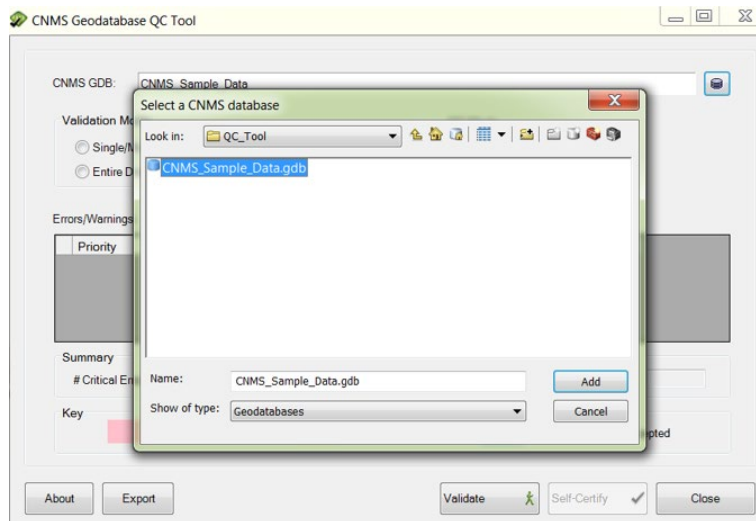 CNMS Geodatabase QC Tool
CNMS GDB: CNMS_Sample_Data
Select a CNMS database
Validation Mo
Look in: QC_Tool
Single/M
CNMS_Sample_Data.gdb
Entire D
Errors/Warnings
Priority
Summary
# Critical Er
Name: CNMS_Sample_Data.gdb Add
Show of type: Geodatabases Cancel
Key
pted
About Export Validate Self-Certify Close